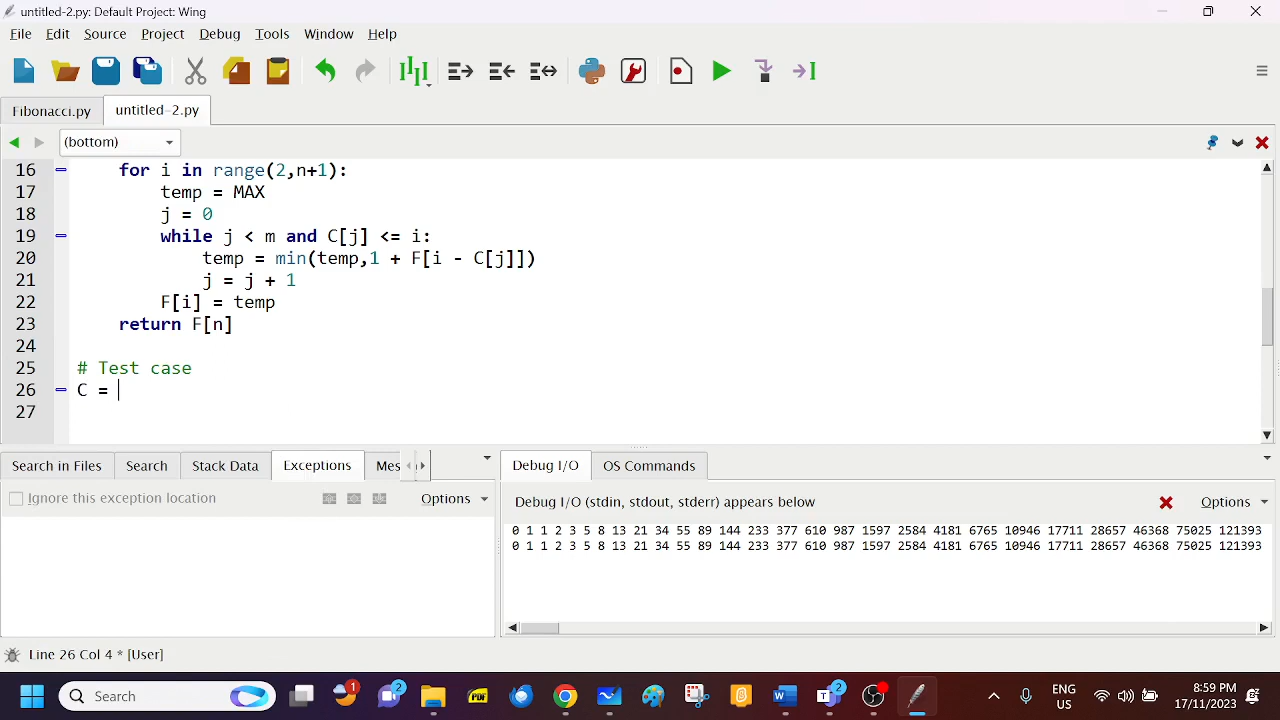 untitled-2.py: Default Project: Wing
File Edit Source Project Debug Tools Window Help
Fibonacci.py untitled-2.py
(bottom)
16 for i in range(2,n+1):
17 temp = MAX
18 j = 0
19 while j < m and C[j] <= i:
20 temp = min(temp,1 + F[i - C[j]])
21 j = j + 1
22 F[i] = temp
23 return F[n]
24
25 # Test case
26 C =
27
Search in Files Search Stack Data Exceptions Mes Debug I/O OS Commands
Ignore this exception location Options Debug I/O (stdin, stdout, stderr) appears below Options
0 1 1 2 3 5 8 13 21 34 55 89 144 233 377 610 987 1597 2584 4181 6765 10946 17711 28657 46368 75025 121393
0 1 1 2 3 5 8 13 21 34 55 89 144 233 377 610 987 1597 2584 4181 6765 10946 17711 28657 46368 75025 121393
Line 26 Col 4 * [User]
Search 1 2 PDF 2 ENG US 8:59 PM 17/11/2023